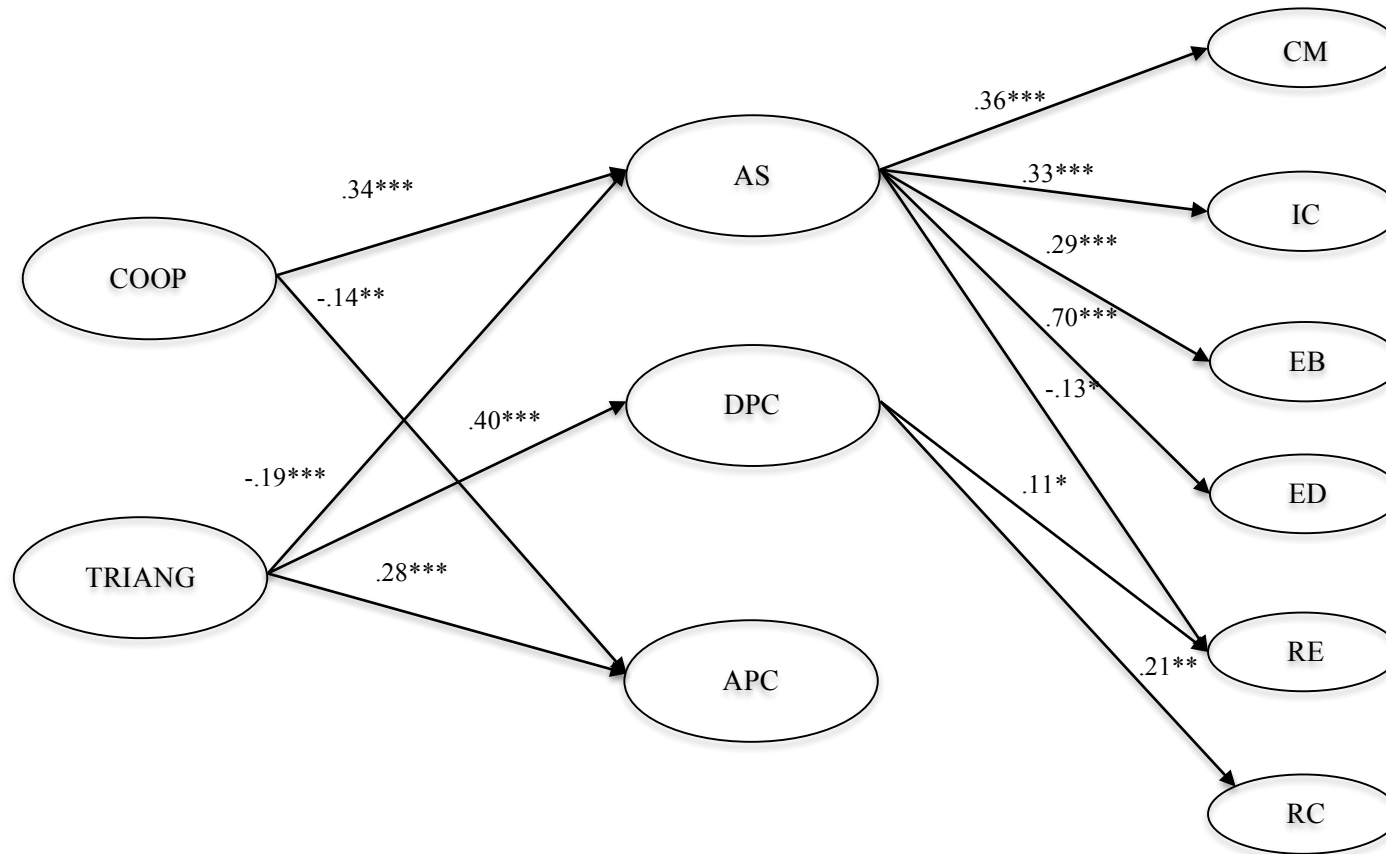 CM
.36***
AS
.34***
.33***
IC
COOP
.29***
-.14**
.70***
EB
-.13*
DPC
.40***
-.19***
.11*
ED
TRIANG
.28***
RE
.21**
APC
RC